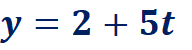 y = 2 + 5t